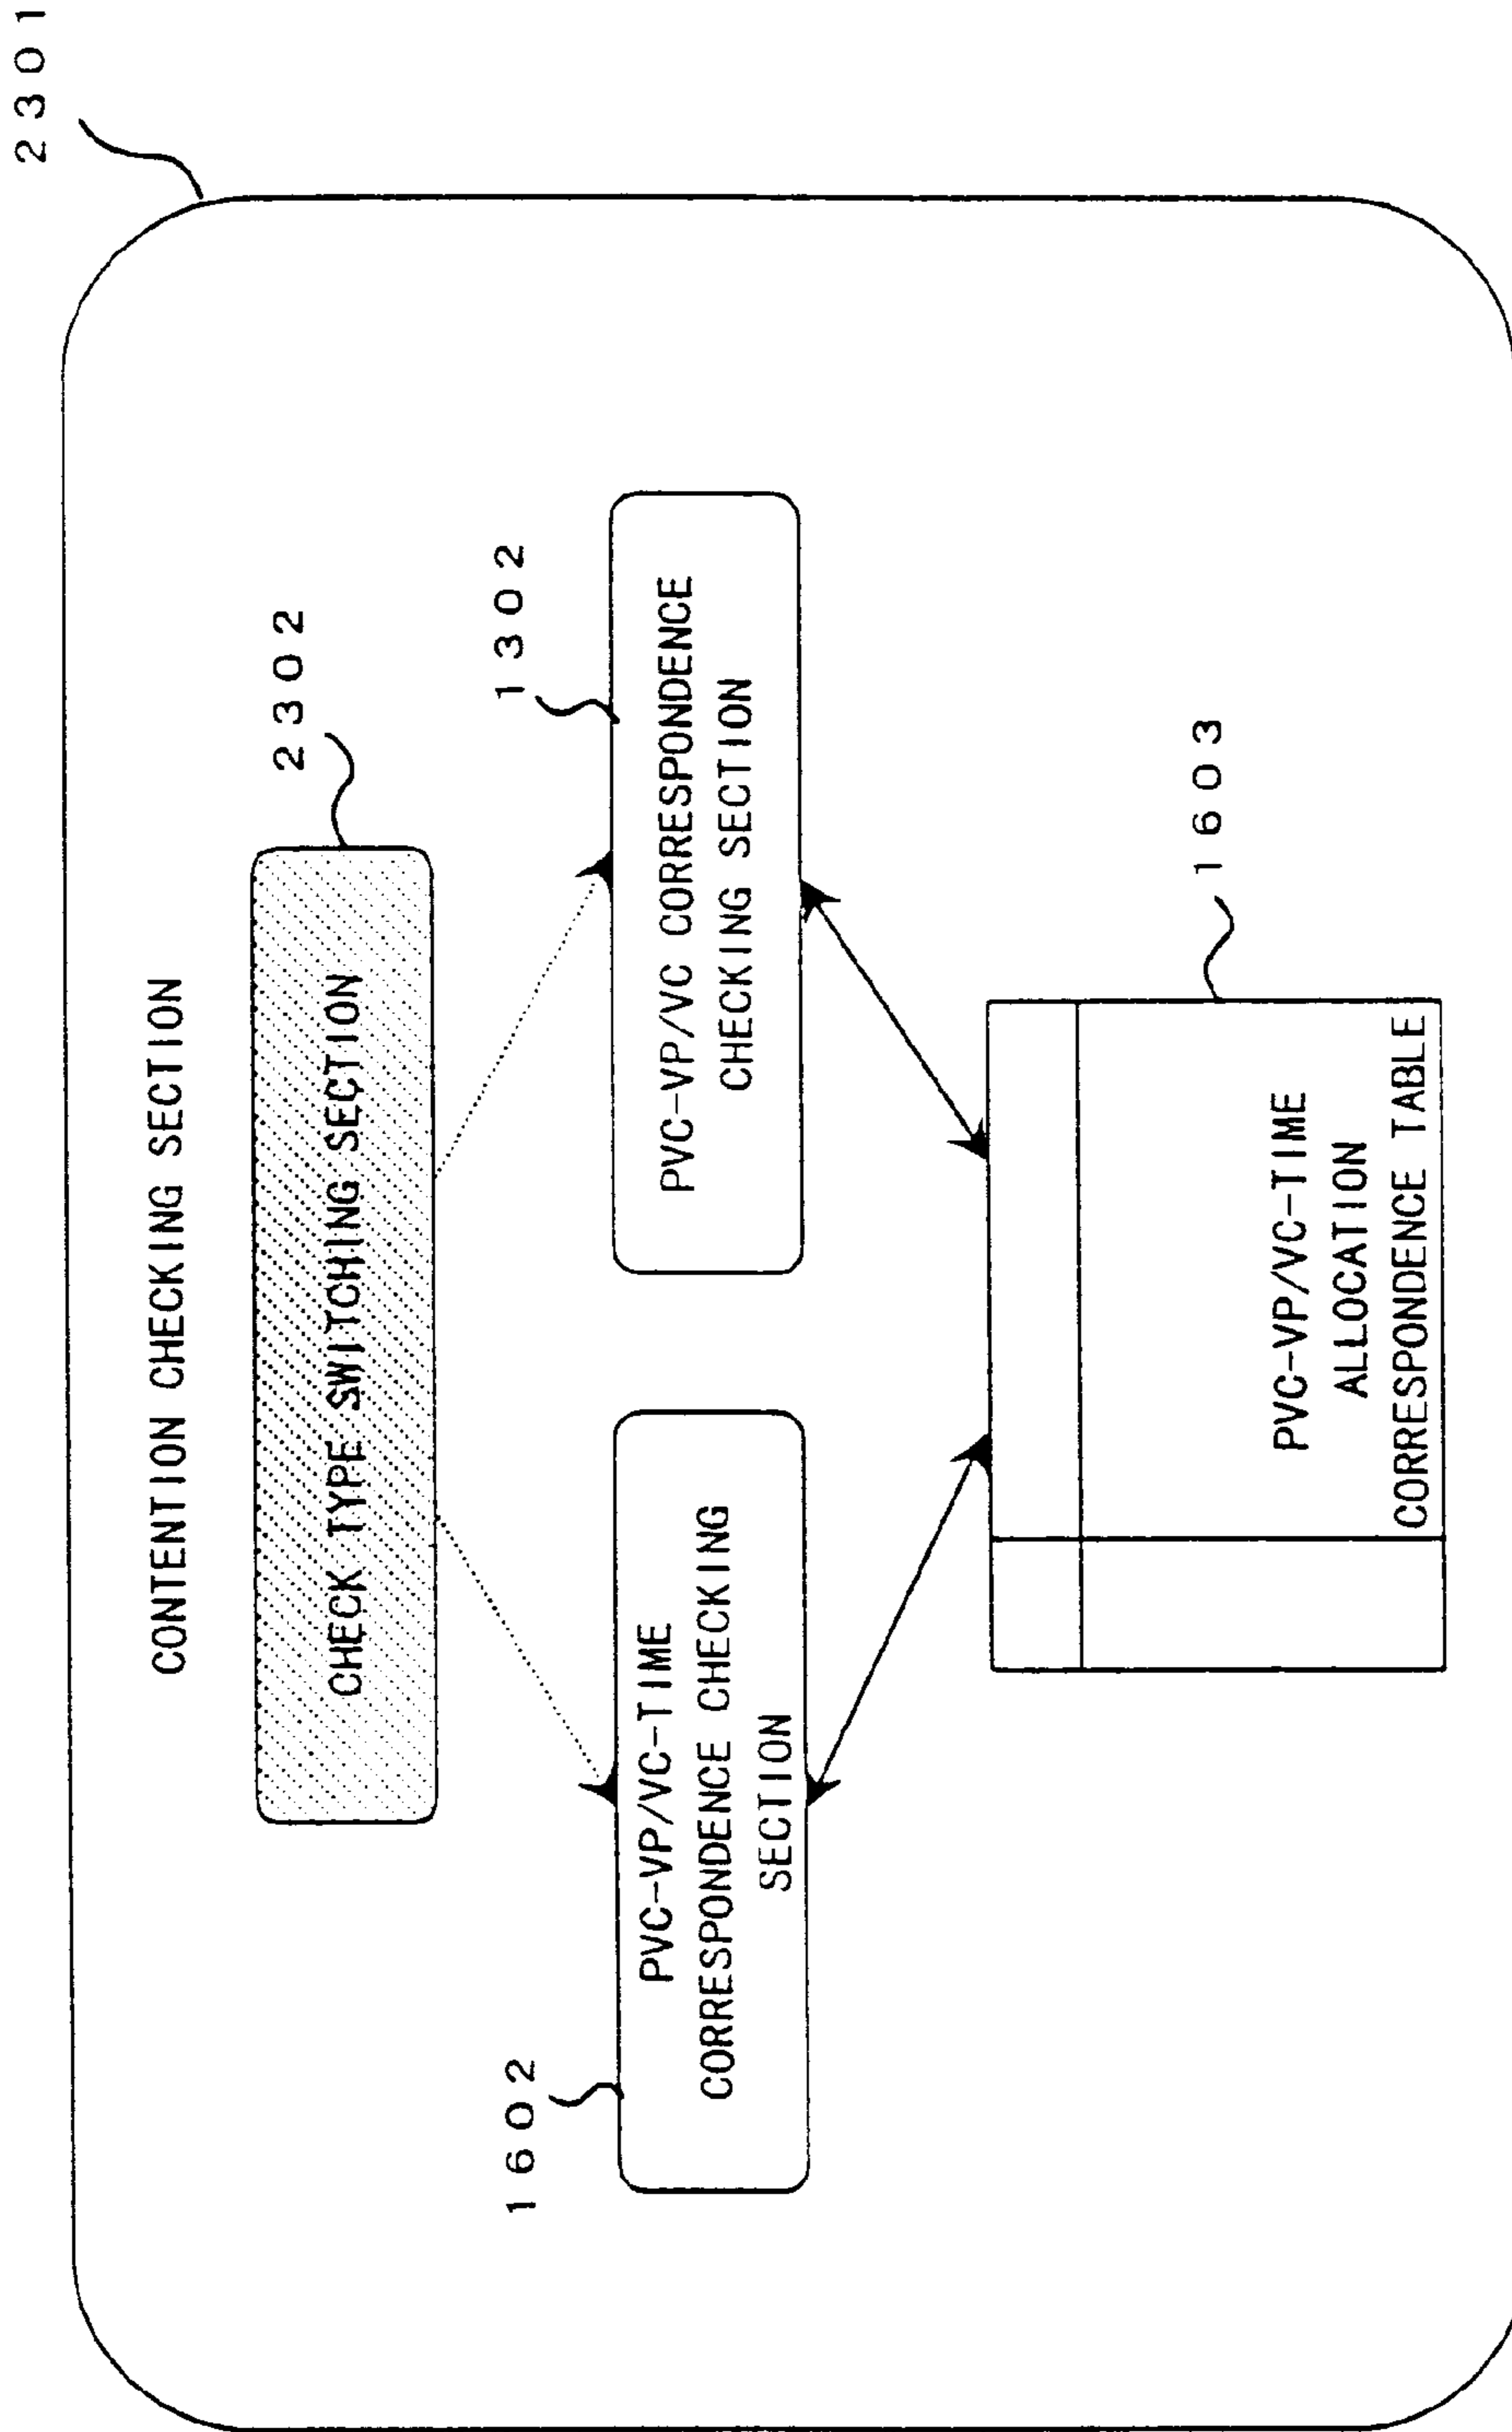 2301
CONTENTION CHECKING SECTION
2302
CHECK TYPE SWITCHING SECTION
1602
PVC-VP/VC-TIME
CORRESPONDENCE CHECKING
SECTION
1302
PVC-VP/VC CORRESPONDENCE
CHECKING SECTION
1603
PVC-VP/VC-TIME
ALLOCATION
CORRESPONDENCE TABLE